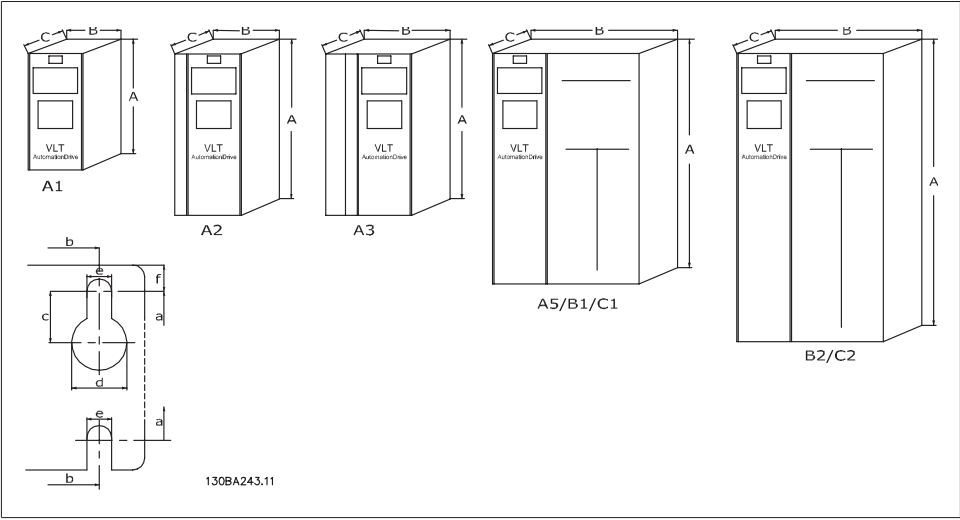 C B A
VLT
AutomationDrive
A1
C B A
VLT
AutomationDrive
A2
C B A
VLT
AutomationDrive
A3
C B A
VLT
AutomationDrive
A5/B1/C1
C B A
VLT
AutomationDrive
B2/C2
b
e f
c a
d
e a
b
130BA243.11